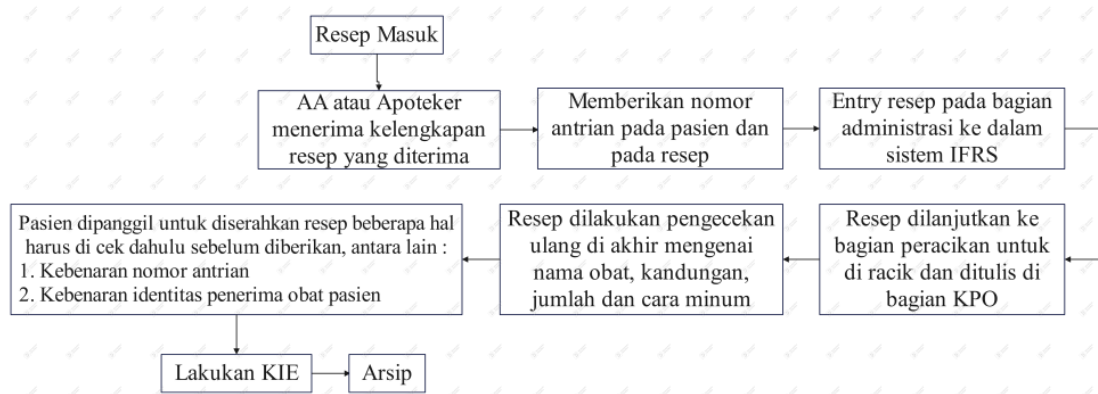 Resep Masuk
AA atau Apoteker
menerima kelengkapan
resep yang diterima
Memberikan nomor
antrian pada pasien dan
pada resep
Entry resep pada bagian
administrasi ke dalam
sistem IFRS
Resep dilanjutkan ke
bagian peracikan untuk
di racik dan ditulis di
bagian KPO
Resep dilakukan pengecekan
ulang di akhir mengenai
nama obat, kandungan,
jumlah dan cara minum
Pasien dipanggil untuk diserahkan resep beberapa hal
harus di cek dahulu sebelum diberikan, antara lain :
1. Kebenaran nomor antrian
2. Kebenaran identitas penerima obat pasien
Lakukan KIE
Arsip